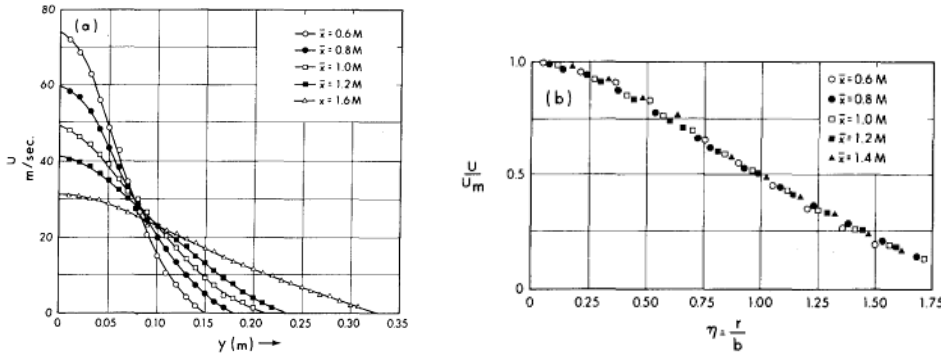 (a)
80
60
40
20
0
U
m/sec.
x̄ = 0.6 M
x̄ = 0.8 M
x̄ = 1.0 M
x̄ = 1.2 M
x = 1.6 M
0 0.05 0.10 0.15 0.20 0.25 0.30 0.35
y (m) →
(b)
1.0
0.5
0
U/Um
x̄ = 0.6 M
x̄ = 0.8 M
x̄ = 1.0 M
x̄ = 1.2 M
x̄ = 1.4 M
0 0.25 0.50 0.75 1.00 1.25 1.50 1.75
η = r/b